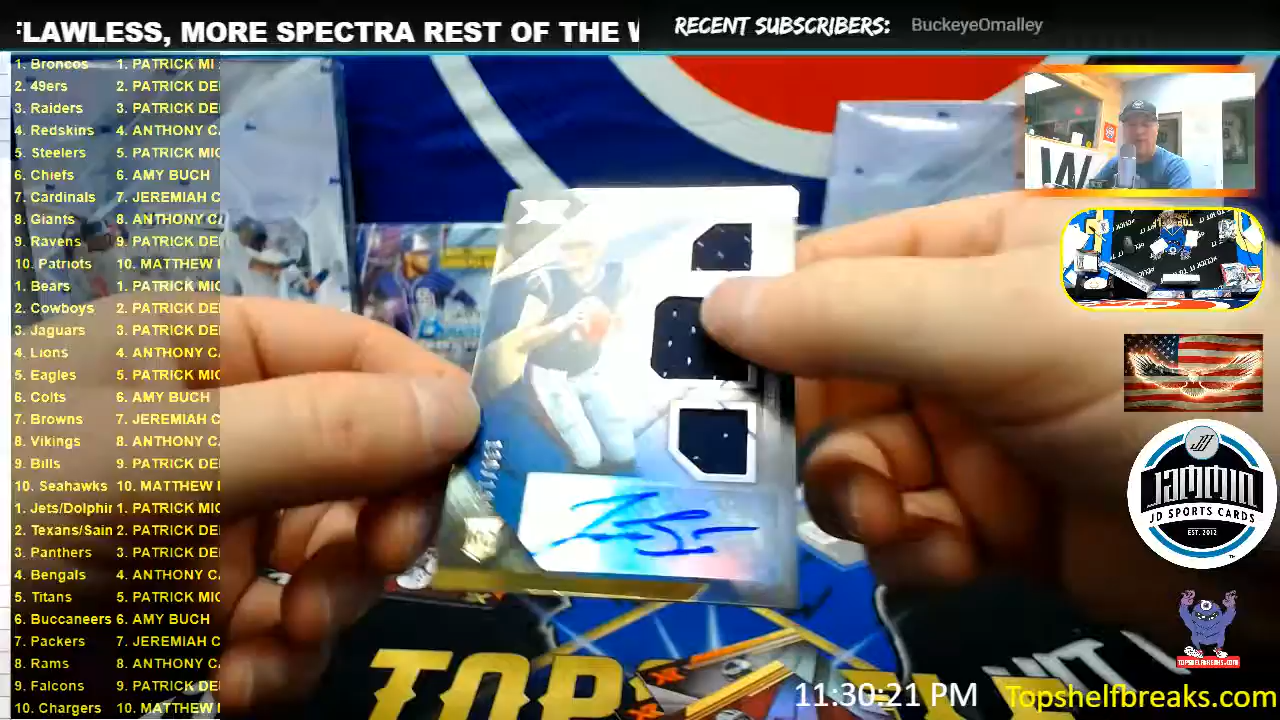 FLAWLESS, MORE SPECTRA REST OF THE
RECENT SUBSCRIBERS: BuckeyeOmalley
1. Broncos 1. PATRICK MI
2. 49ers 2. PATRICK DE
3. Raiders 3. PATRICK DE
4. Redskins 4. ANTHONY C
5. Steelers 5. PATRICK MIC
6. Chiefs 6. AMY BUCH
7. Cardinals 7. JEREMIAH C
8. Giants 8. ANTHONY C
9. Ravens 9. PATRICK DE
10. Patriots 10. MATTHEW
1. Bears 1. PATRICK MIC
2. Cowboys 2. PATRICK DE
3. Jaguars 3. PATRICK DE
4. Lions 4. ANTHONY C
5. Eagles 5. PATRICK MIC
6. Colts 6. AMY BUCH
7. Browns 7. JEREMIAH C
8. Vikings 8. ANTHONY C
9. Bills 9. PATRICK DE
10. Seahawks 10. MATTHEW
1. Jets/Dolphin 1. PATRICK MIC
2. Texans/Sain 2. PATRICK DE
3. Panthers 3. PATRICK DE
4. Bengals 4. ANTHONY C
5. Titans 5. PATRICK MIC
6. Buccaneers 6. AMY BUCH
7. Packers 7. JEREMIAH C
8. Rams 8. ANTHONY C
9. Falcons 9. PATRICK DE
10. Chargers 10. MATTHEW
W
JAMMIN
JD SPORTS CARDS
EST. 2012
TOPSHELFBREAKS.COM
TOP
HIT
11:30:21 PM
Topshelfbreaks.com